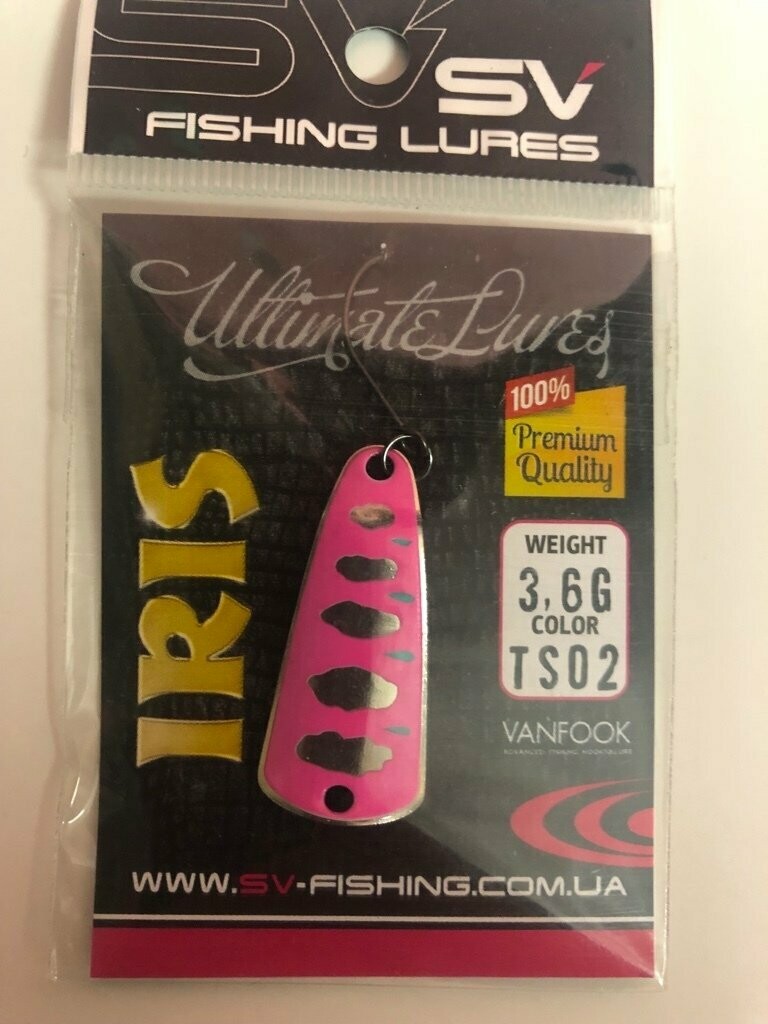 SV
FISHING LURES
Ultimate Lures
100%
Premium
Quality
IRIS
WEIGHT
3,6G
COLOR
TS02
VANFOOK
WWW.SV-FISHING.COM.UA